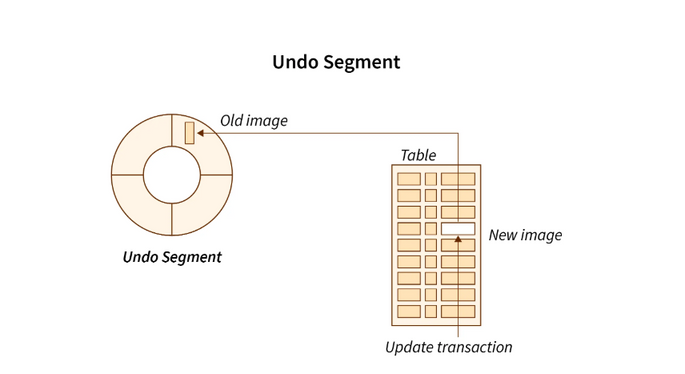 Undo Segment
Old image
Table
New image
Undo Segment
Update transaction